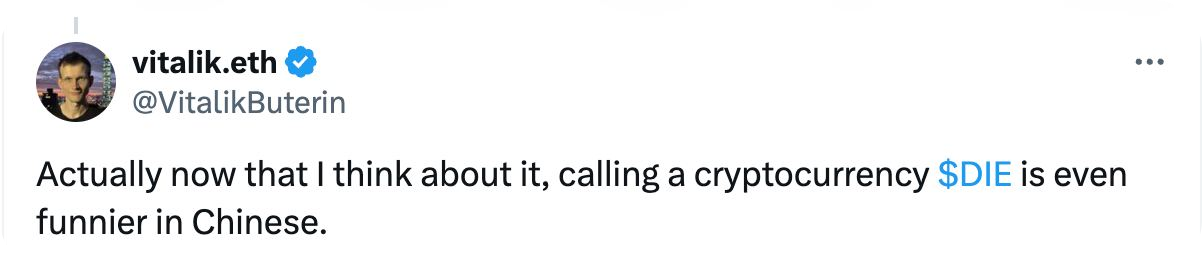 vitalik.eth
@VitalikButerin
Actually now that I think about it, calling a cryptocurrency $DIE is even
funnier in Chinese.